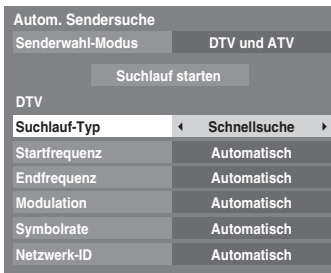 Autom. Sendersuche
Senderwahl-Modus DTV und ATV
Suchlauf starten
DTV
Suchlauf-Typ Schnellsuche
Startfrequenz Automatisch
Endfrequenz Automatisch
Modulation Automatisch
Symbolrate Automatisch
Netzwerk-ID Automatisch